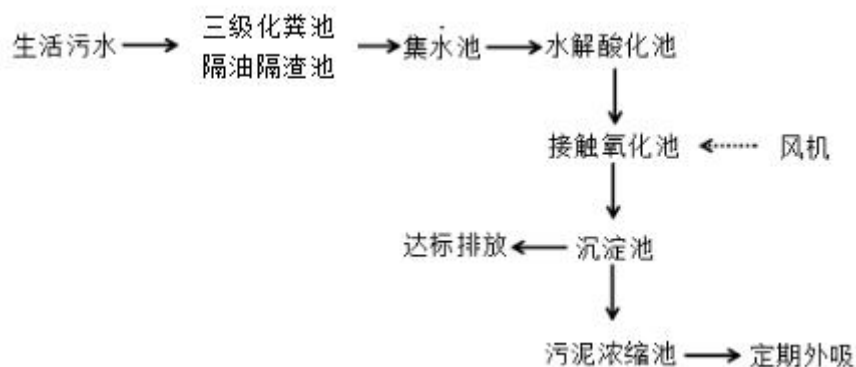 三级化粪池
生活污水
隔油隔渣池
集水池
水解酸化池
接触氧化池
风机
达标排放
沉淀池
污泥浓缩池
定期外吸